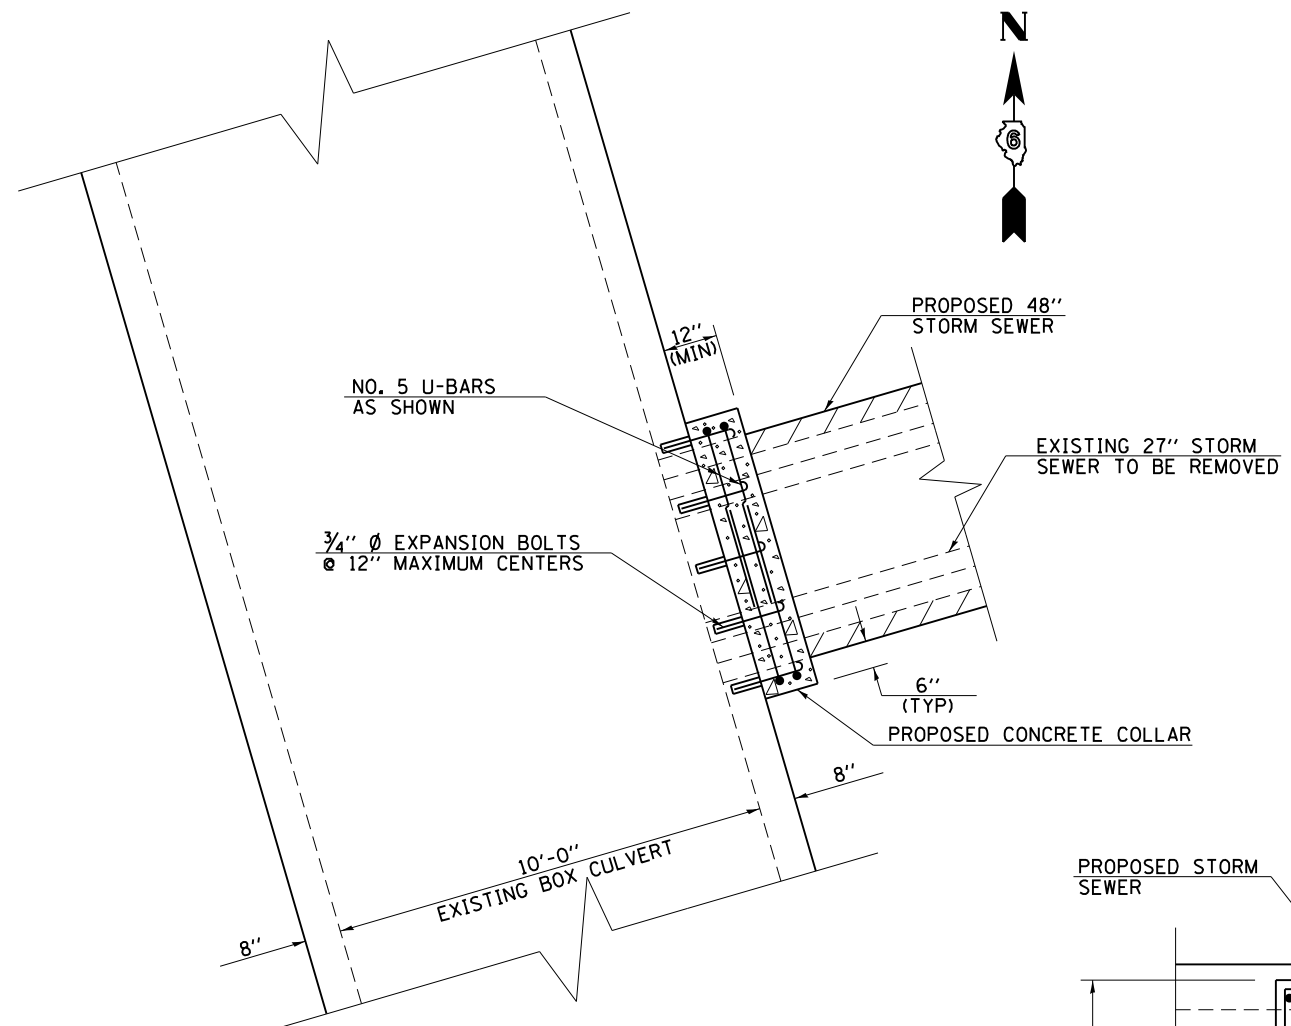 N
6
PROPOSED 48''
STORM SEWER
12''
(MIN)
NO. 5 U-BARS
AS SHOWN
EXISTING 27'' STORM
SEWER TO BE REMOVED
3/4'' Ø EXPANSION BOLTS
@ 12'' MAXIMUM CENTERS
6''
(TYP)
PROPOSED CONCRETE COLLAR
8''
10'-0''
EXISTING BOX CULVERT
8''
PROPOSED STORM
SEWER